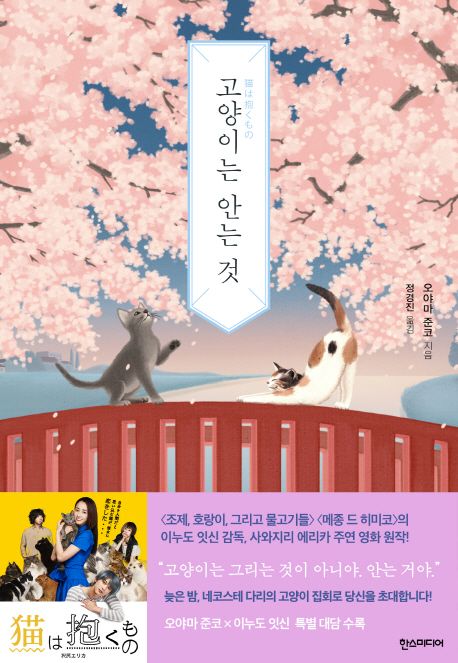 猫は抱くもの
고양이는 안는 것
오야마 준코 지음
정경진 옮김
〈조제, 호랑이, 그리고 물고기들〉 〈메종 드 히미코〉의
이누도 잇신 감독, 사와지리 에리카 주연 영화 원작!
“고양이는 그리는 것이 아니야. 안는 거야.”
늦은 밤, 네코스테 다리의 고양이 집회로 당신을 초대합니다!
오야마 준코×이누도 잇신 특별 대담 수록
猫は抱くもの
沢尻エリカ
한스미디어